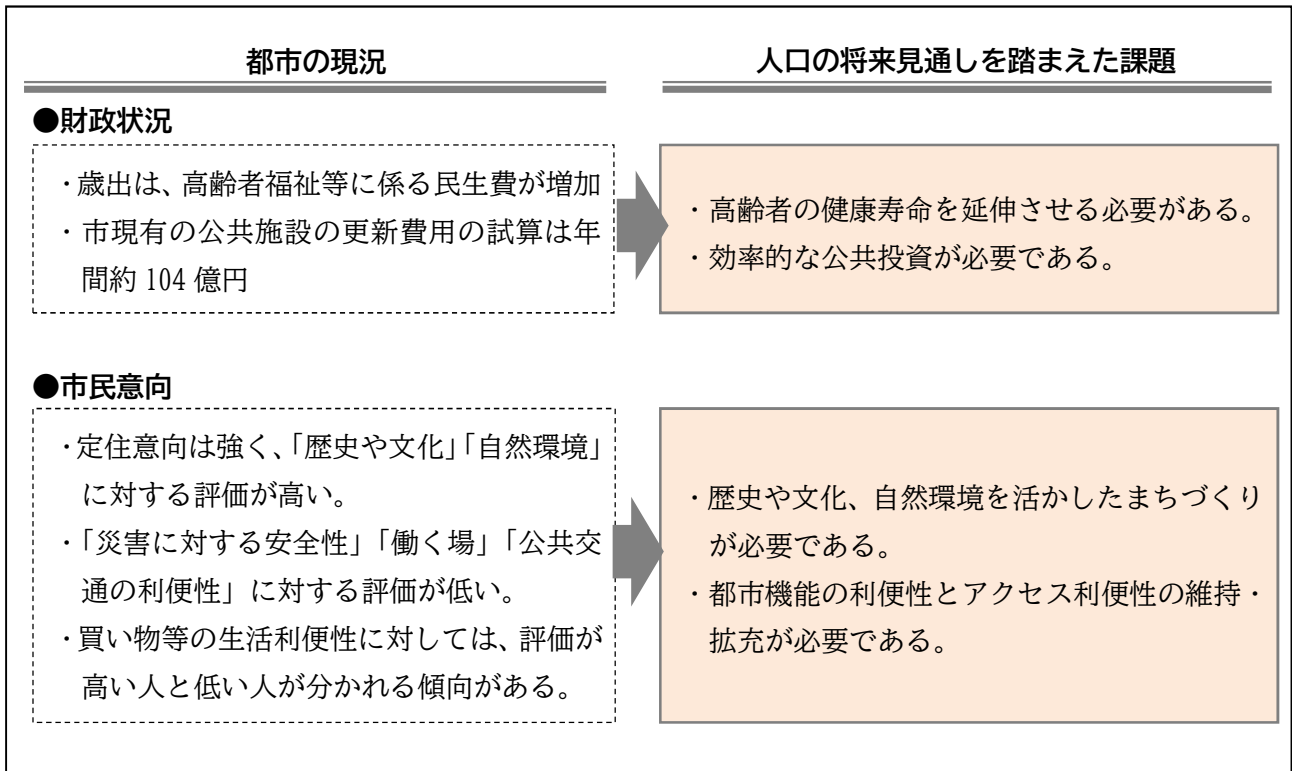 都市の現況
人口の将来見通しを踏まえた課題
●財政状況
・歳出は、高齢者福祉等に係る民生費が増加
・市現有の公共施設の更新費用の試算は年
間約 104 億円
・高齢者の健康寿命を延伸させる必要がある。
・効率的な公共投資が必要である。
●市民意向
・定住意向は強く、「歴史や文化」「自然環境」
に対する評価が高い。
・「災害に対する安全性」「働く場」「公共交
通の利便性」に対する評価が低い。
・買い物等の生活利便性に対しては、評価が
高い人と低い人が分かれる傾向がある。
・歴史や文化、自然環境を活かしたまちづくり
が必要である。
・都市機能の利便性とアクセス利便性の維持・
拡充が必要である。